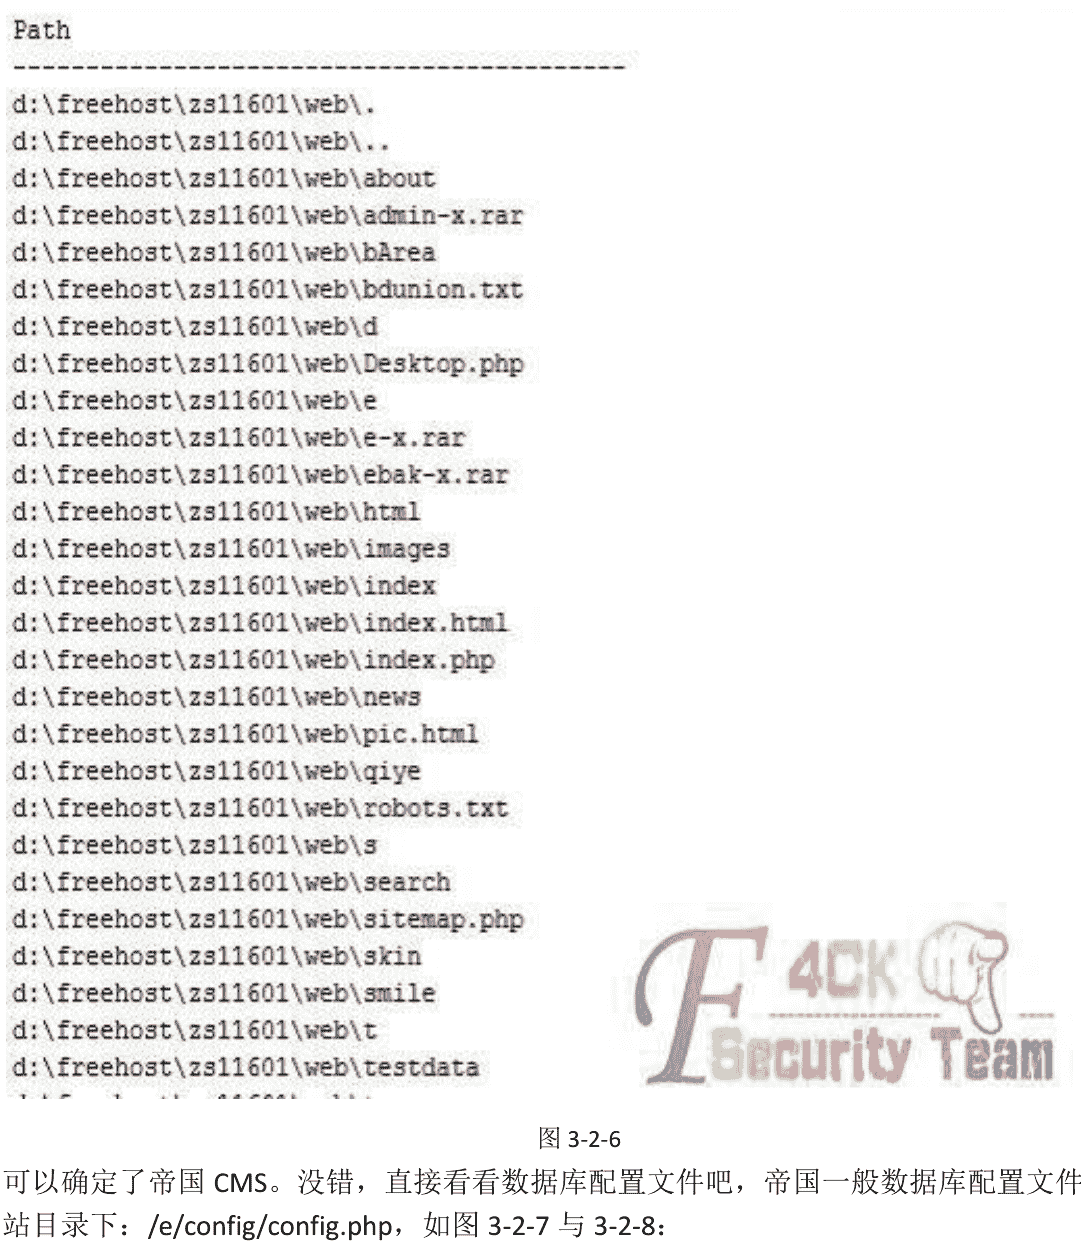 Path
-------------------------------------------
d:\freehost\zs11601\web\.
d:\freehost\zs11601\web\..
d:\freehost\zs11601\web\about
d:\freehost\zs11601\web\admin-x.rar
d:\freehost\zs11601\web\bArea
d:\freehost\zs11601\web\bdunion.txt
d:\freehost\zs11601\web\d
d:\freehost\zs11601\web\Desktop.php
d:\freehost\zs11601\web\e
d:\freehost\zs11601\web\e-x.rar
d:\freehost\zs11601\web\ebak-x.rar
d:\freehost\zs11601\web\html
d:\freehost\zs11601\web\images
d:\freehost\zs11601\web\index
d:\freehost\zs11601\web\index.html
d:\freehost\zs11601\web\index.php
d:\freehost\zs11601\web\news
d:\freehost\zs11601\web\pic.html
d:\freehost\zs11601\web\qiye
d:\freehost\zs11601\web\robots.txt
d:\freehost\zs11601\web\s
d:\freehost\zs11601\web\search
d:\freehost\zs11601\web\sitemap.php
d:\freehost\zs11601\web\skin
d:\freehost\zs11601\web\smile
d:\freehost\zs11601\web\t
d:\freehost\zs11601\web\testdata
F4CK
Security Team
图 3-2-6
可以确定了帝国 CMS。没错，直接看看数据库配置文件吧，帝国一般数据库配置文件
站目录下：/e/config/config.php，如图 3-2-7 与 3-2-8：